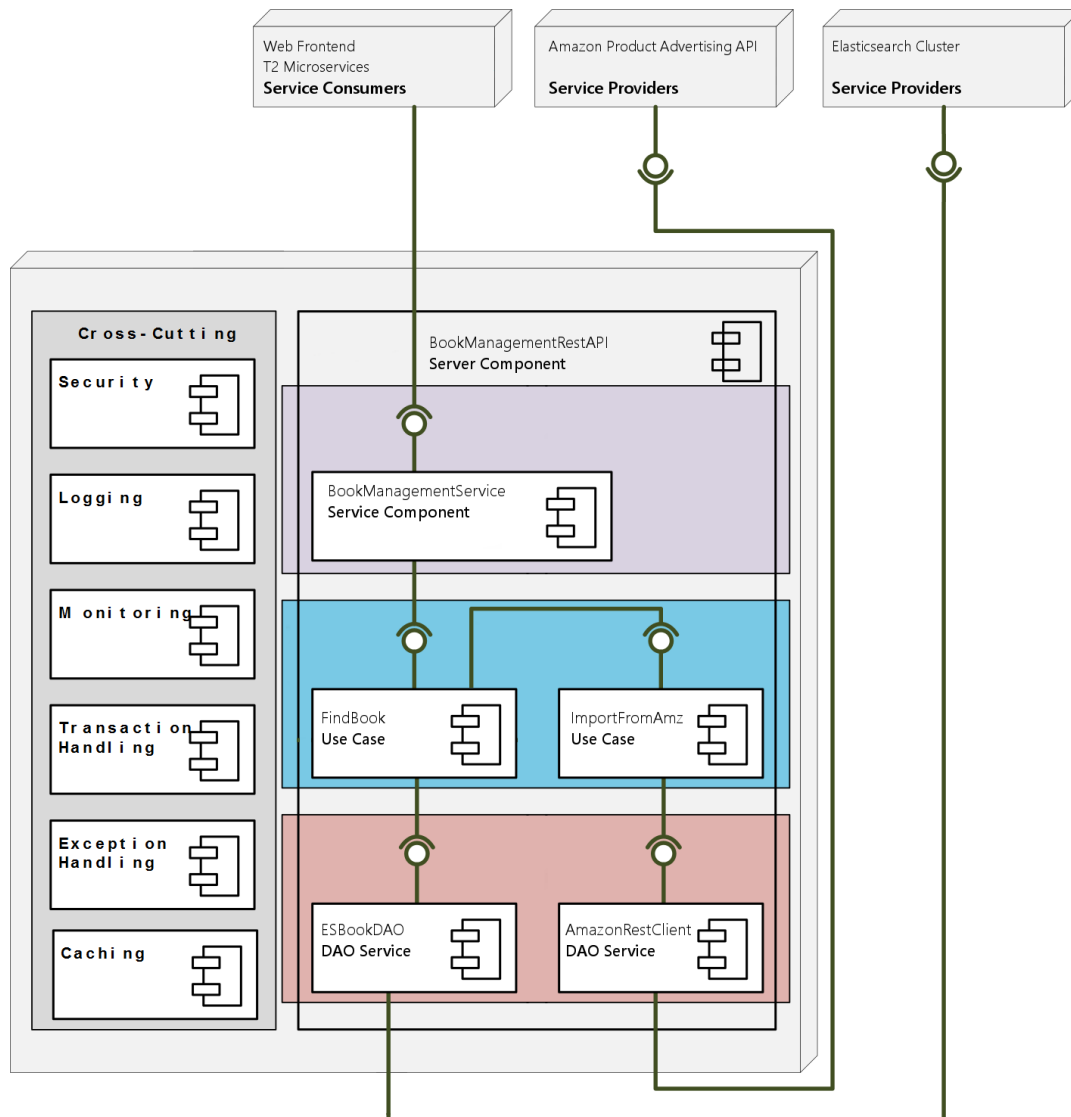 Web Frontend
T2 Microservices
Service Consumers
Amazon Product Advertising API
Service Providers
Elasticsearch Cluster
Service Providers
Cross-Cutting
Security
Logging
Monitoring
Transaction
Handling
Exception
Handling
Caching
BookManagementRestAPI
Server Component
BookManagementService
Service Component
FindBook
Use Case
ImportFromAmz
Use Case
ESBookDAO
DAO Service
AmazonRestClient
DAO Service